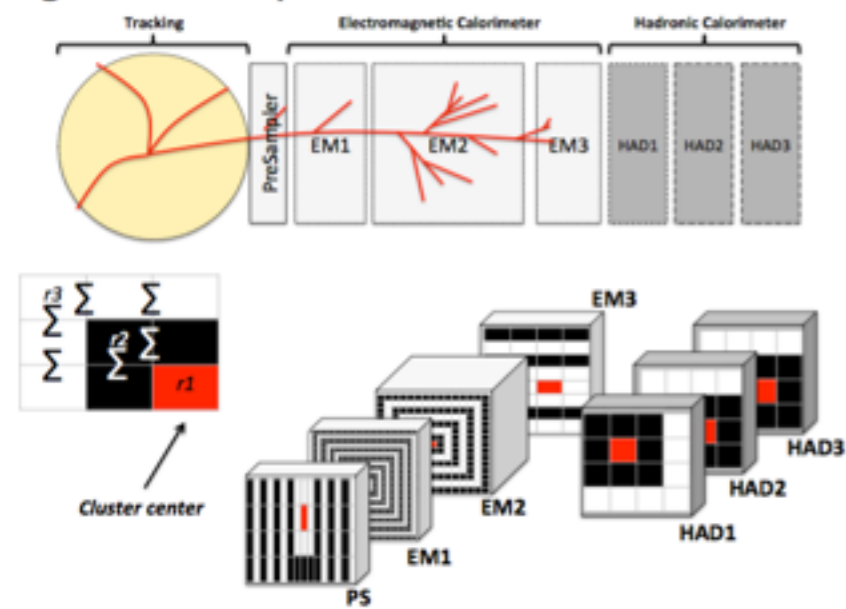 Tracking
Electromagnetic Calorimeter
Hadronic Calorimeter
PreSampler
EM1
EM2
EM3
HAD1
HAD2
HAD3
r3 Σ Σ
Σ
r2 Σ
Σ Σ
r1
Cluster center
EM3
HAD3
HAD2
EM2
HAD1
EM1
PS